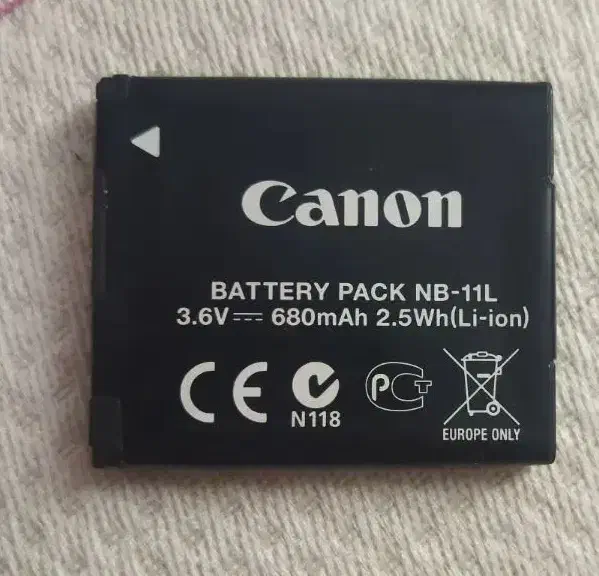 Canon
BATTERY PACK NB-11L
3.6V⎓ 680mAh 2.5Wh(Li-ion)
CE
N118
PCT
EUROPE ONLY